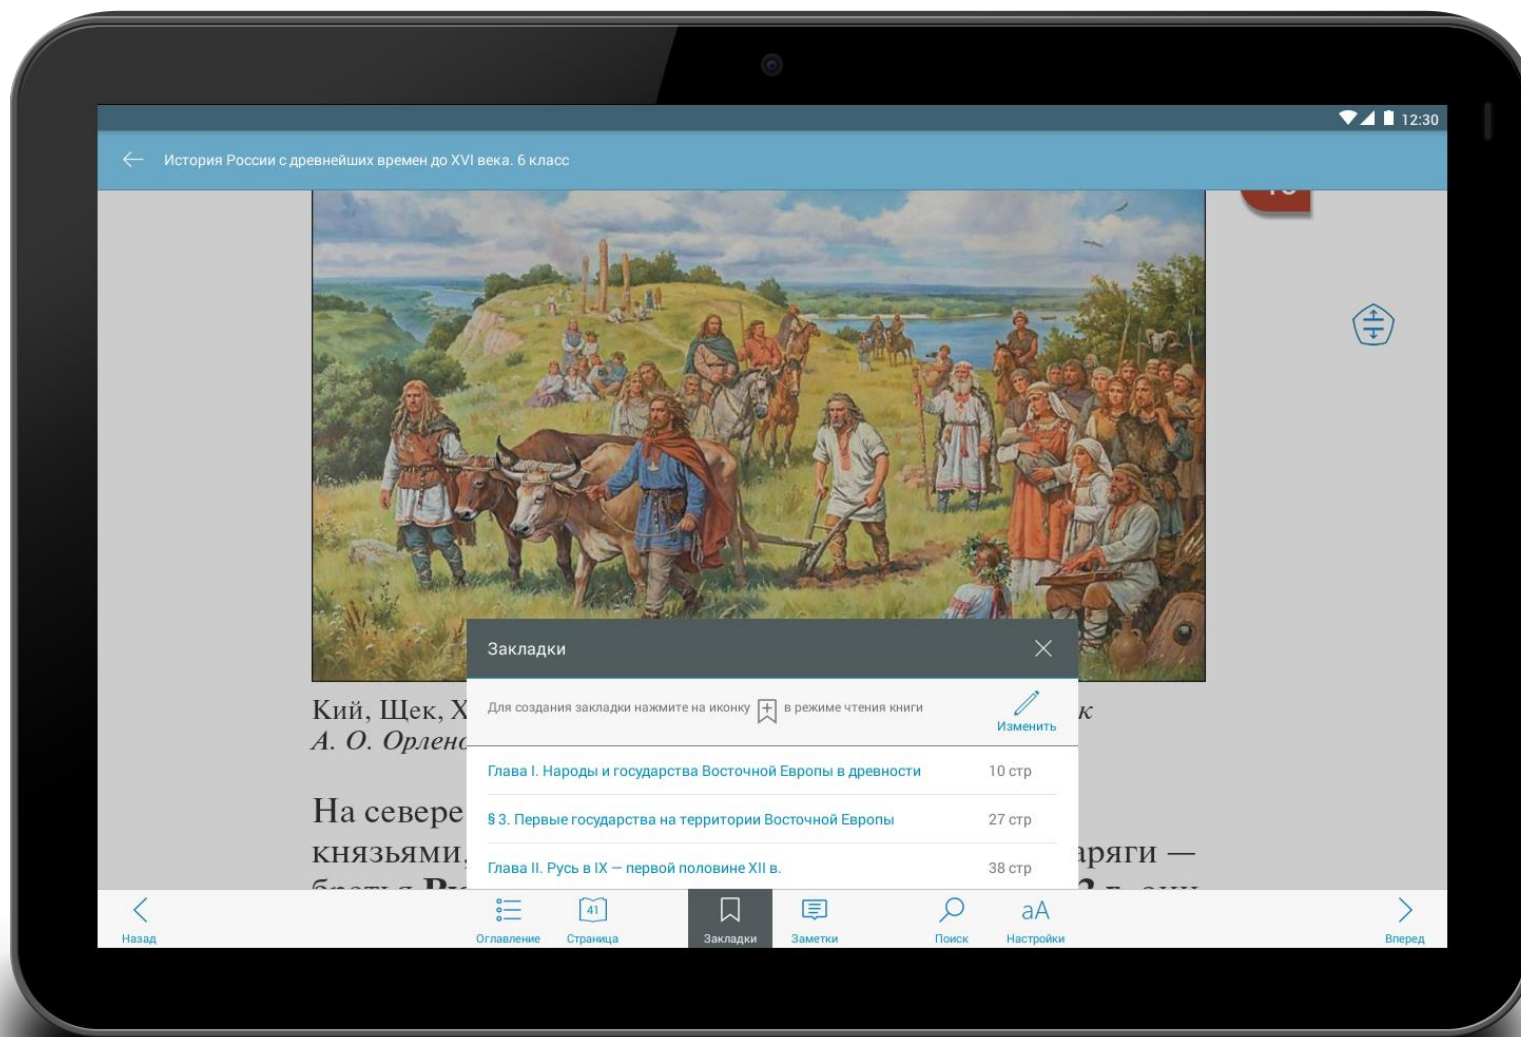 12:30
История России с древнейших времен до XVI века. 6 класс
Закладки
Для создания закладки нажмите на иконку в режиме чтения книги
Изменить
Кий, Щек,
А. О.
Глава I. Народы и государства Восточной Европы в древности 10 стр
На севере
§ 3. Первые государства на территории Восточной Европы 27 стр
князьями,
Глава II. Русь в IX — первой половине XII в. 38 стр
41
aA
Назад Оглавление Страница Закладки Заметки Поиск Настройки Вперед